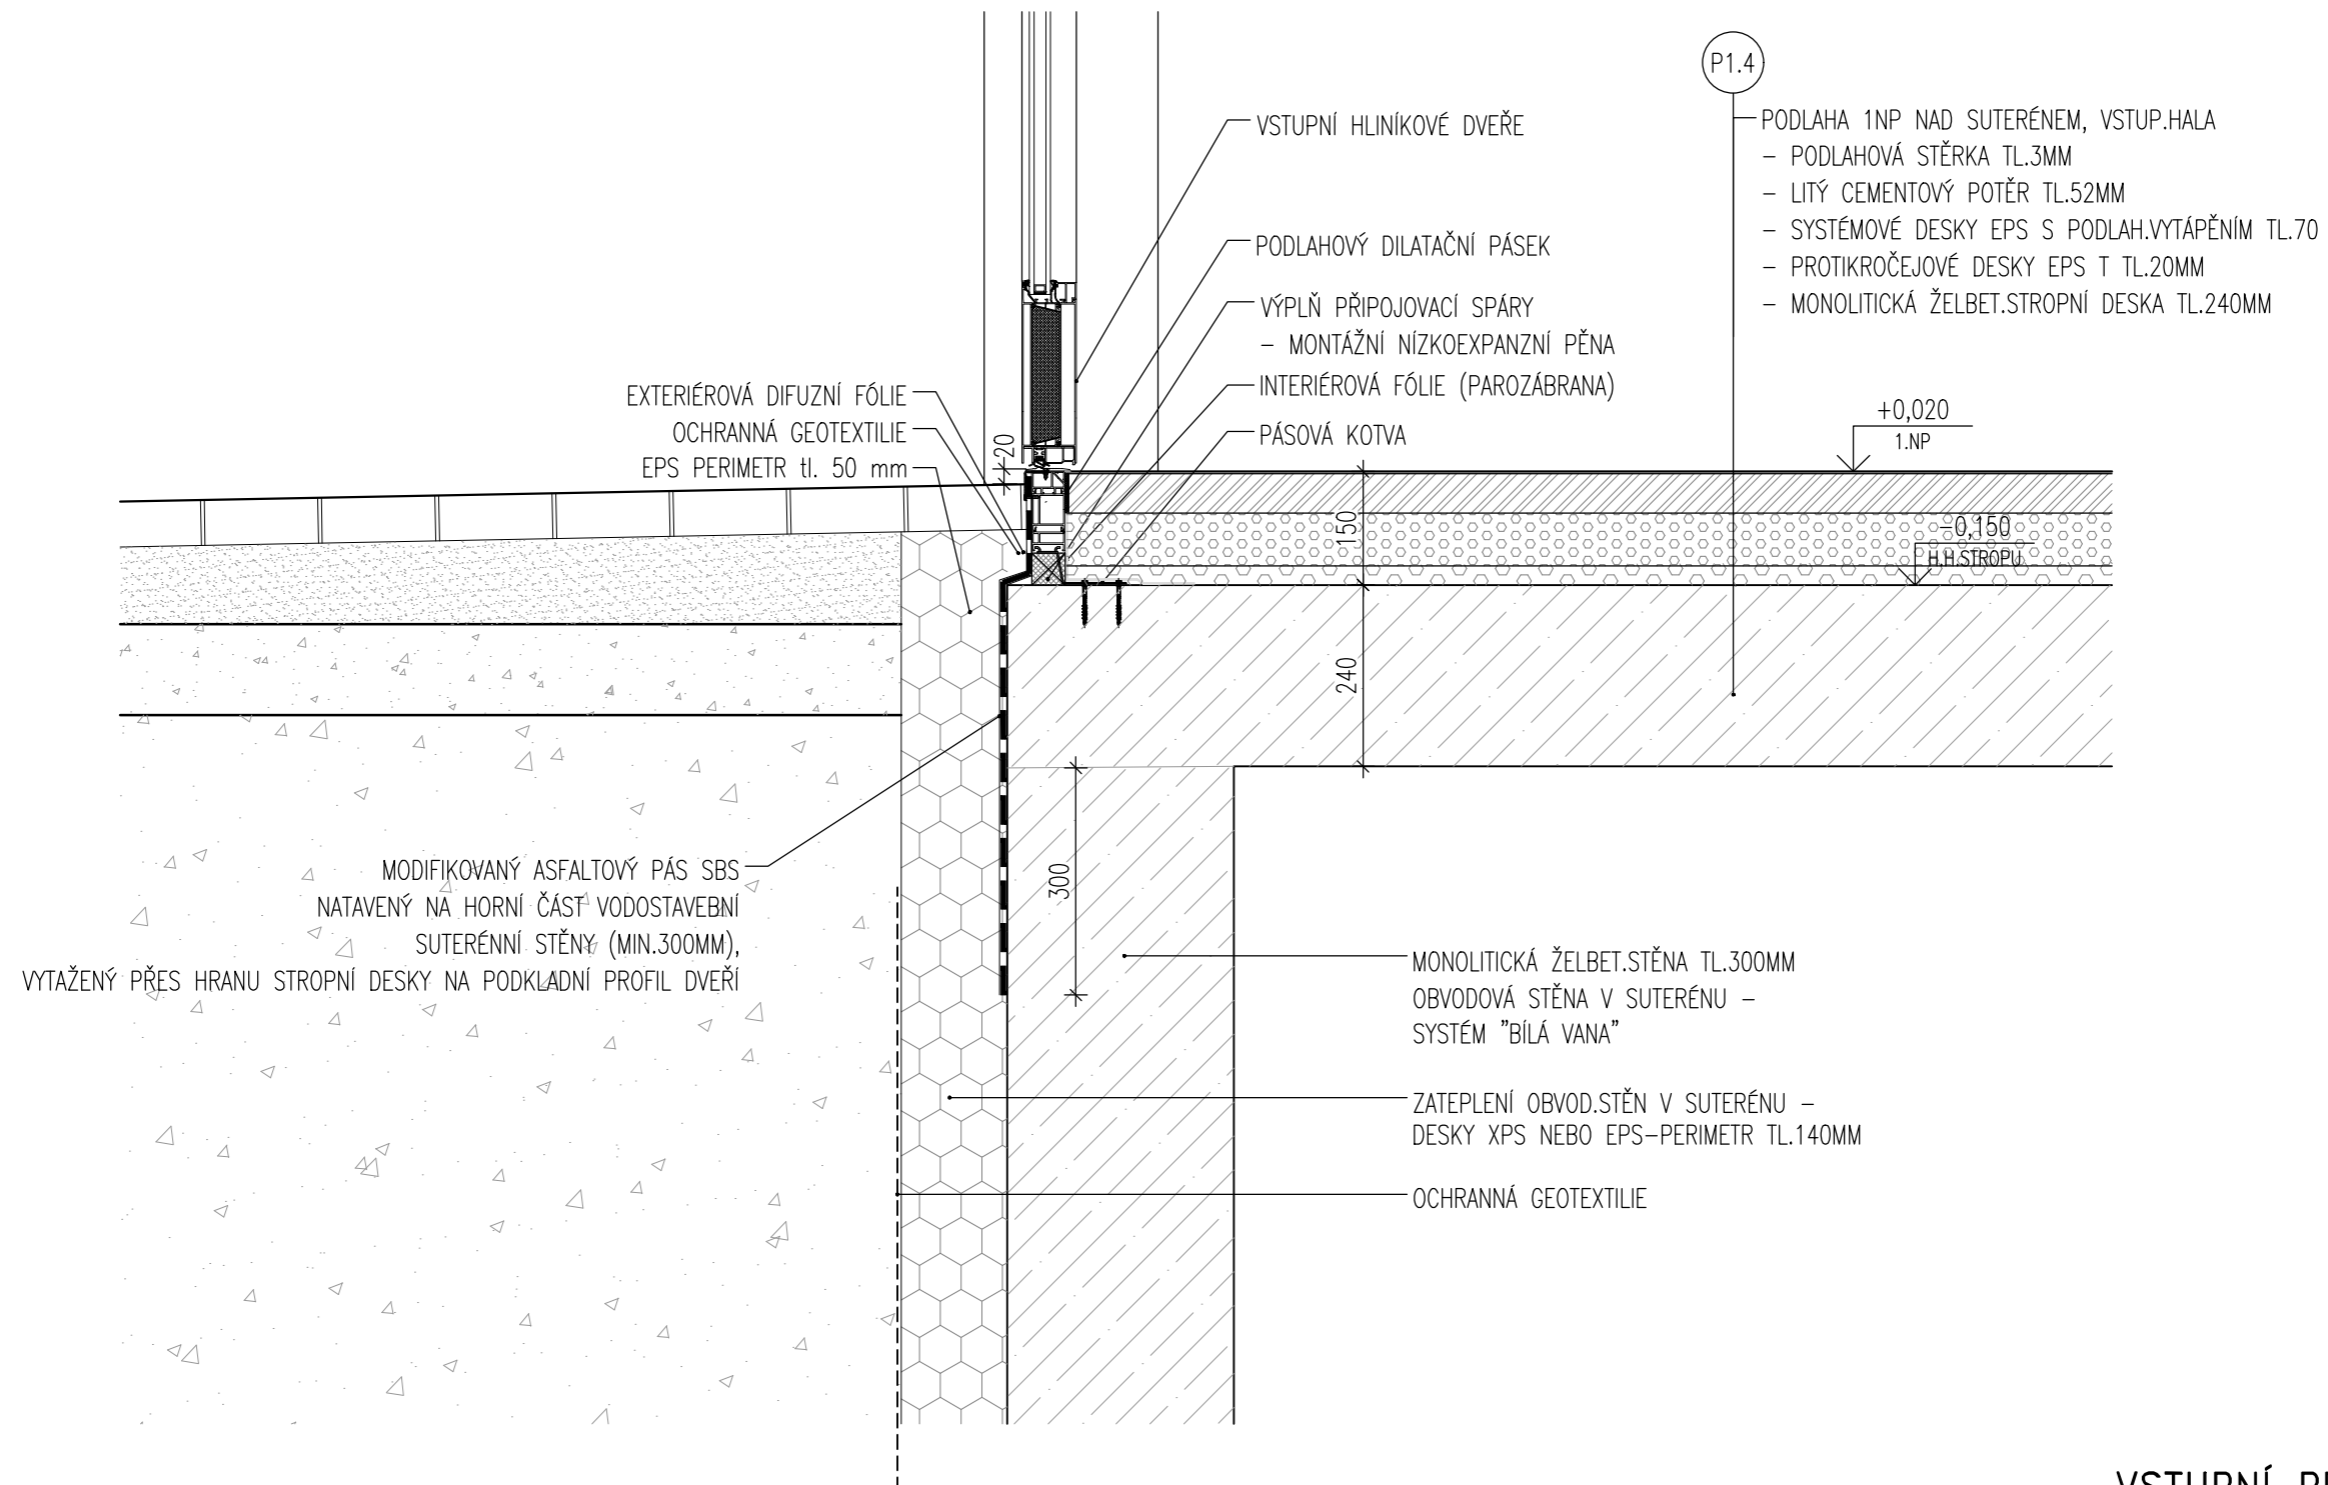 P1.4
VSTUPNÍ HLINÍKOVÉ DVEŘE
PODLAHOVÝ DILATAČNÍ PÁSEK
VÝPLŇ PŘIPOJOVACÍ SPÁRY
- MONTÁŽNÍ NÍZKOEXPANZNÍ PĚNA
INTERIÉROVÁ FÓLIE (PAROZÁBRANA)
PÁSOVÁ KOTVA
PODLAHA 1NP NAD SUTERÉNEM, VSTUP.HALA
- PODLAHOVÁ STĚRKA TL.3MM
- LITÝ CEMENTOVÝ POTĚR TL.52MM
- SYSTÉMOVÉ DESKY EPS S PODLAH.VYTÁPĚNÍM TL.70
- PROTIKROČEJOVÉ DESKY EPS T TL.20MM
- MONOLITICKÁ ŽELBET.STROPNÍ DESKA TL.240MM
EXTERIÉROVÁ DIFUZNÍ FÓLIE
OCHRANNÁ GEOTEXTILIE
EPS PERIMETR tl. 50 mm
20
+0,020
1.NP
150
-0,150
H.H.STROPU
240
300
MODIFIKOVANÝ ASFALTOVÝ PÁS SBS
NATAVENÝ NA HORNÍ ČÁST VODOSTAVEBNÍ
SUTERÉNNÍ STĚNY (MIN.300MM),
VYTAŽENÝ PŘES HRANU STROPNÍ DESKY NA PODKLADNÍ PROFIL DVEŘÍ
MONOLITICKÁ ŽELBET.STĚNA TL.300MM
OBVODOVÁ STĚNA V SUTERÉNU -
SYSTÉM "BÍLÁ VANA"
ZATEPLENÍ OBVOD.STĚN V SUTERÉNU -
DESKY XPS NEBO EPS-PERIMETR TL.140MM
OCHRANNÁ GEOTEXTILIE
VSTUPNÍ